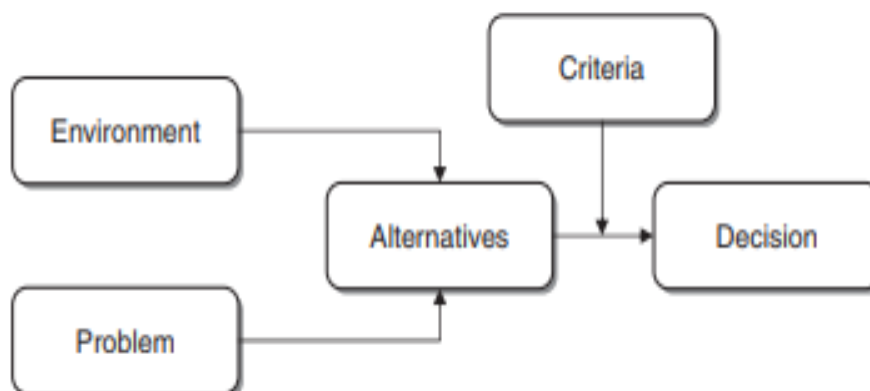 Criteria
Environment
Alternatives
Decision
Problem